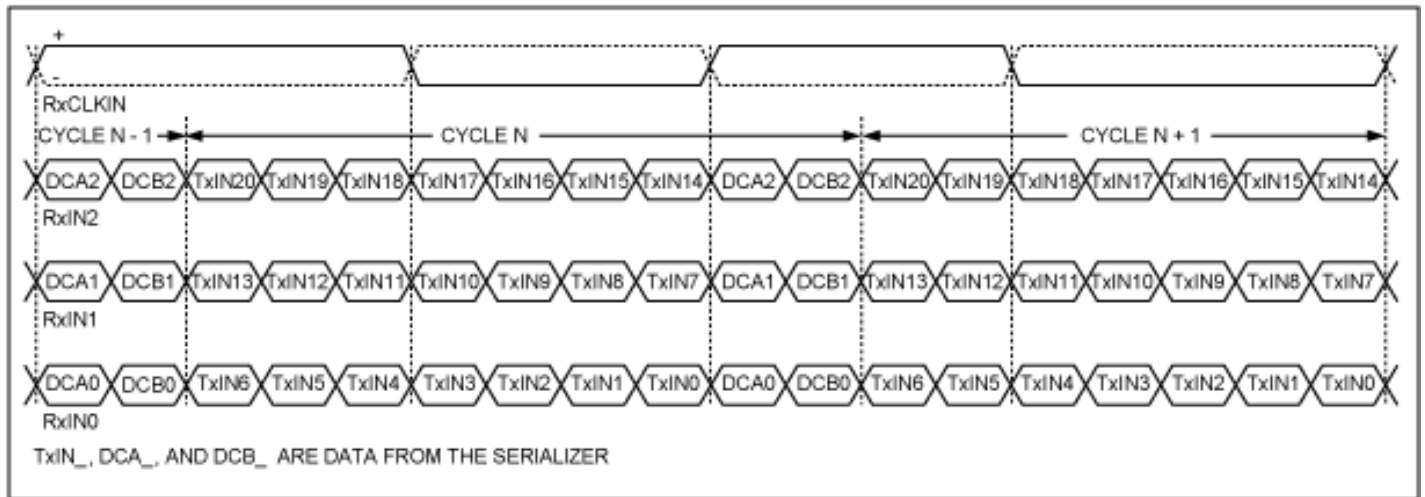 +
-
RxCLKIN
CYCLE N - 1 CYCLE N CYCLE N + 1
DCA2 DCB2 TxIN20 TxIN19 TxIN18 TxIN17 TxIN16 TxIN15 TxIN14 DCA2 DCB2 TxIN20 TxIN19 TxIN18 TxIN17 TxIN16 TxIN15 TxIN14
RxIN2
DCA1 DCB1 TxIN13 TxIN12 TxIN11 TxIN10 TxIN9 TxIN8 TxIN7 DCA1 DCB1 TxIN13 TxIN12 TxIN11 TxIN10 TxIN9 TxIN8 TxIN7
RxIN1
DCA0 DCB0 TxIN6 TxIN5 TxIN4 TxIN3 TxIN2 TxIN1 TxIN0 DCA0 DCB0 TxIN6 TxIN5 TxIN4 TxIN3 TxIN2 TxIN1 TxIN0
RxIN0
TxIN_, DCA_, AND DCB_ ARE DATA FROM THE SERIALIZER